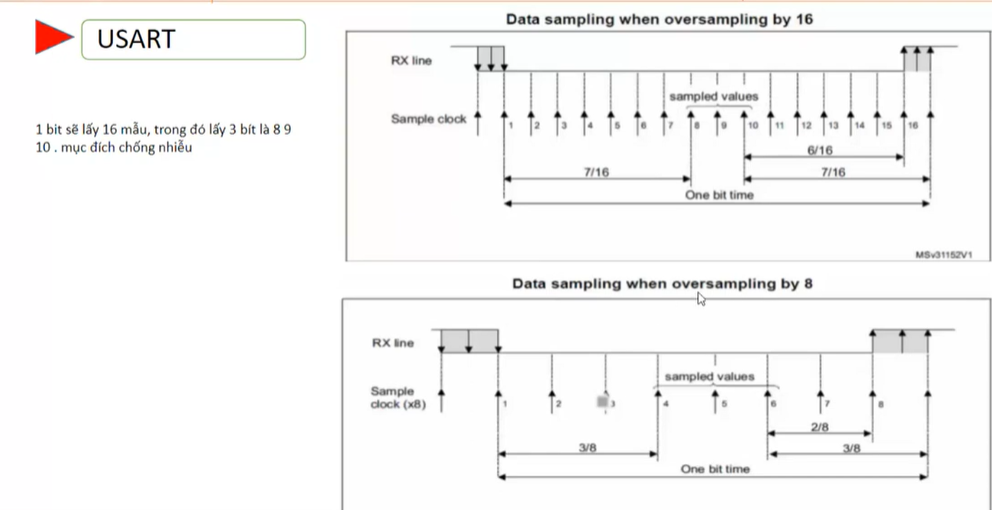 USART
1 bit sẽ lấy 16 mẫu, trong đó lấy 3 bít là 8 9
10 . mục đích chống nhiễu
Data sampling when oversampling by 16
RX line
sampled values
Sample clock
1 2 3 4 5 6 7 8 9 10 11 12 13 14 15 16
6/16
7/16 7/16
One bit time
MSv31152V1
Data sampling when oversampling by 8
RX line
sampled values
Sample
clock (x8)
1 2 3 4 5 6 7 8
2/8
3/8 3/8
One bit time